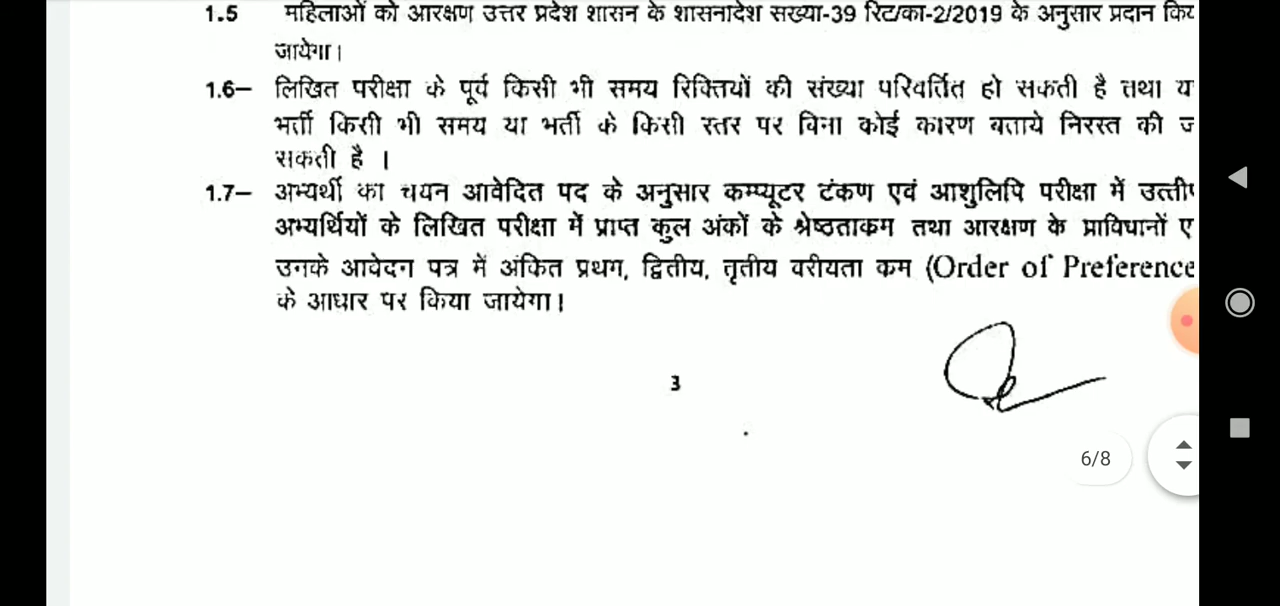 1.5 महिलाओं को आरक्षण उत्तर प्रदेश शासन के शासनादेश सख्या-39 रिट/का-2/2019 के अनुसार प्रदान किय
जायेगा।
1.6– लिखित परीक्षा के पूर्व किसी भी समय रिक्तियों की संख्या परिवर्तित हो सकती है तथा य
भर्ती किसी भी समय या भर्ती के किसी स्तर पर विना कोई कारण बताये निरस्त की ज
सकती है ।
1.7– अभ्यर्थी का चयन आवेदित पद के अनुसार कम्प्यूटर टंकण एवं आशुलिपि परीक्षा में उत्ती
अभ्यर्थियों के लिखित परीक्षा में प्राप्त कुल अंकों के श्रेष्ठताकम तथा आरक्षण के प्राविधानों ए
उनके आवेदन पत्र में अंकित प्रथम, द्वितीय, तृतीय वरीयता कम (Order of Preference
के आधार पर किया जायेगा।
3
6/8